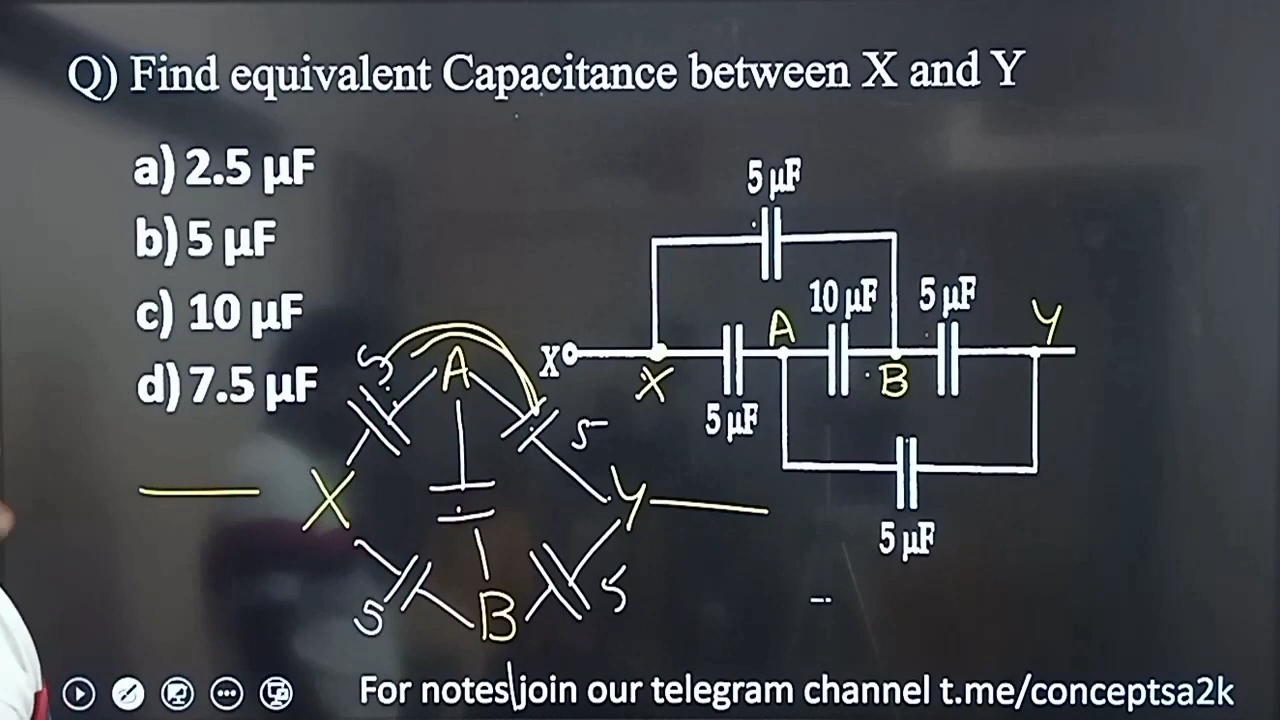 Q) Find equivalent Capacitance between X and Y
a) 2.5 µF
b) 5 µF
c) 10 µF
d) 7.5 µF
5 µF
10 µF 5 µF
A Y
X X B
5 µF
5 µF
5 A 5
X Y
5 B 5
For notes join our telegram channel t.me/conceptsa2k